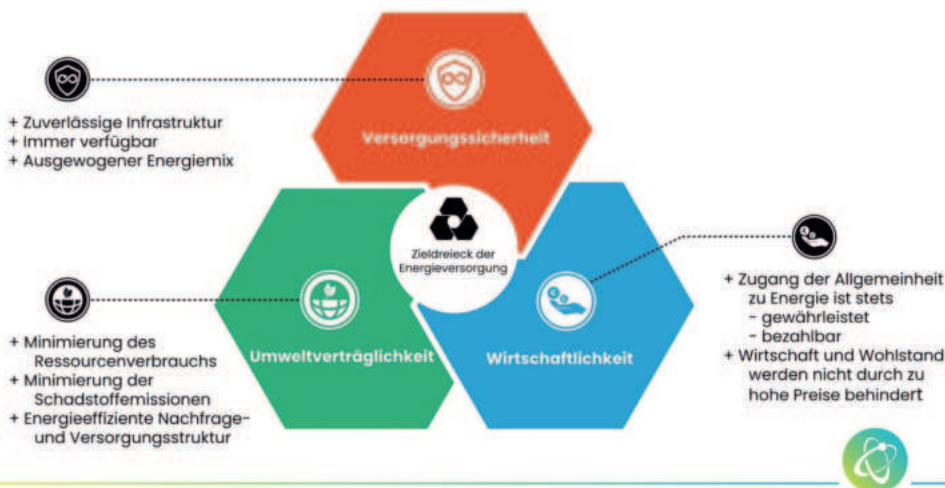 + Zuverlässige Infrastruktur
+ Immer verfügbar
+ Ausgewogener Energiemix
Versorgungssicherheit
Zieldreieck der
Energieversorgung
+ Minimierung des
Ressourcenverbrauchs
+ Minimierung der
Schadstoffemissionen
+ Energieeffiziente Nachfrage-
und Versorgungsstruktur
Umweltverträglichkeit
Wirtschaftlichkeit
+ Zugang der Allgemeinheit
zu Energie ist stets
- gewährleistet
- bezahlbar
+ Wirtschaft und Wohlstand
werden nicht durch zu
hohe Preise behindert